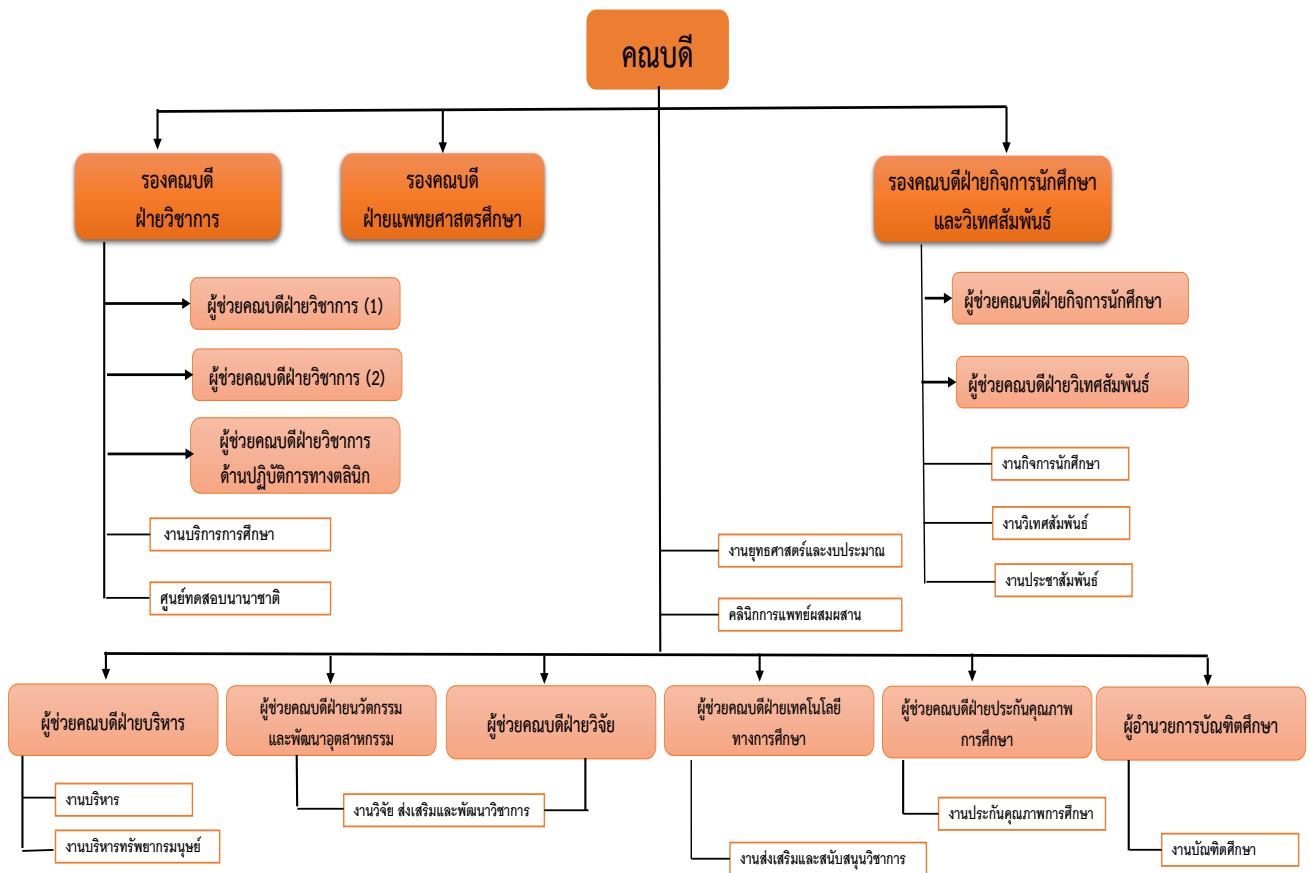 คณบดี
รองคณบดี
ฝ่ายวิชาการ
รองคณบดี
ฝ่ายแพทยศาสตรศึกษา
รองคณบดีฝ่ายกิจการนักศึกษา
และวิเทศสัมพันธ์
ผู้ช่วยคณบดีฝ่ายวิชาการ (1)
ผู้ช่วยคณบดีฝ่ายวิชาการ (2)
ผู้ช่วยคณบดีฝ่ายวิชาการ
ด้านปฏิบัติการทางตลินิก
งานบริการการศึกษา
ศูนย์ทดสอบนานาชาติ
ผู้ช่วยคณบดีฝ่ายกิจการนักศึกษา
ผู้ช่วยคณบดีฝ่ายวิเทศสัมพันธ์
งานกิจการนักศึกษา
งานวิเทศสัมพันธ์
งานประชาสัมพันธ์
งานยุทธศาสตร์และงบประมาณ
คลินิกการแพทย์ผสมผสาน
ผู้ช่วยคณบดีฝ่ายบริหาร
งานบริหาร
งานบริหารทรัพยากรมนุษย์
ผู้ช่วยคณบดีฝ่ายนวัตกรรม
และพัฒนาอุตสาหกรรม
ผู้ช่วยคณบดีฝ่ายวิจัย
งานวิจัย ส่งเสริมและพัฒนาวิชาการ
ผู้ช่วยคณบดีฝ่ายเทคโนโลยี
ทางการศึกษา
งานส่งเสริมและสนับสนุนวิชาการ
ผู้ช่วยคณบดีฝ่ายประกันคุณภาพ
การศึกษา
งานประกันคุณภาพการศึกษา
ผู้อำนวยการบัณฑิตศึกษา
งานบัณฑิตศึกษา